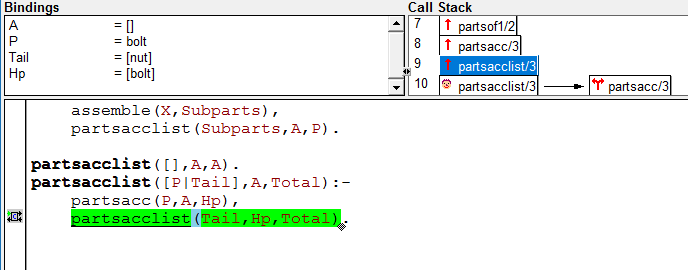 Bindings
A = []
P = bolt
Tail = [nut]
Hp = [bolt]
Call Stack
7 partsof1/2
8 partsacc/3
9 partsacclist/3
10 partsacclist/3 partsacc/3
assemble(X,Subparts),
partsacclist(Subparts,A,P).
partsacclist([],A,A).
partsacclist([P|Tail],A,Total):-
partsacc(P,A,Hp),
partsacclist(Tail,Hp,Total).